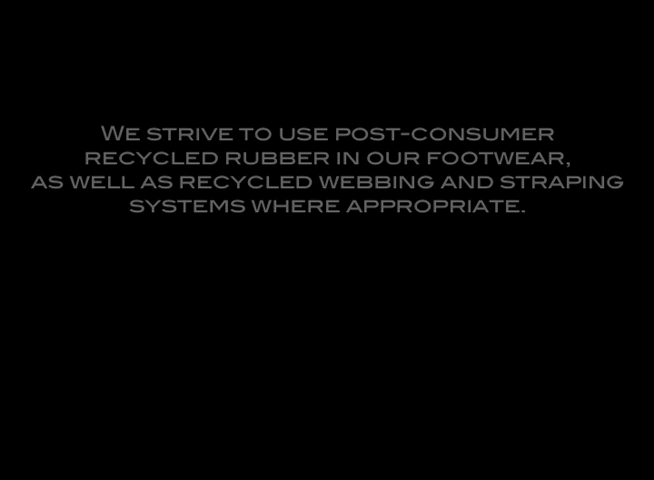 We strive to use post-consumer
recycled rubber in our footwear,
as well as recycled webbing and straping
systems where appropriate.